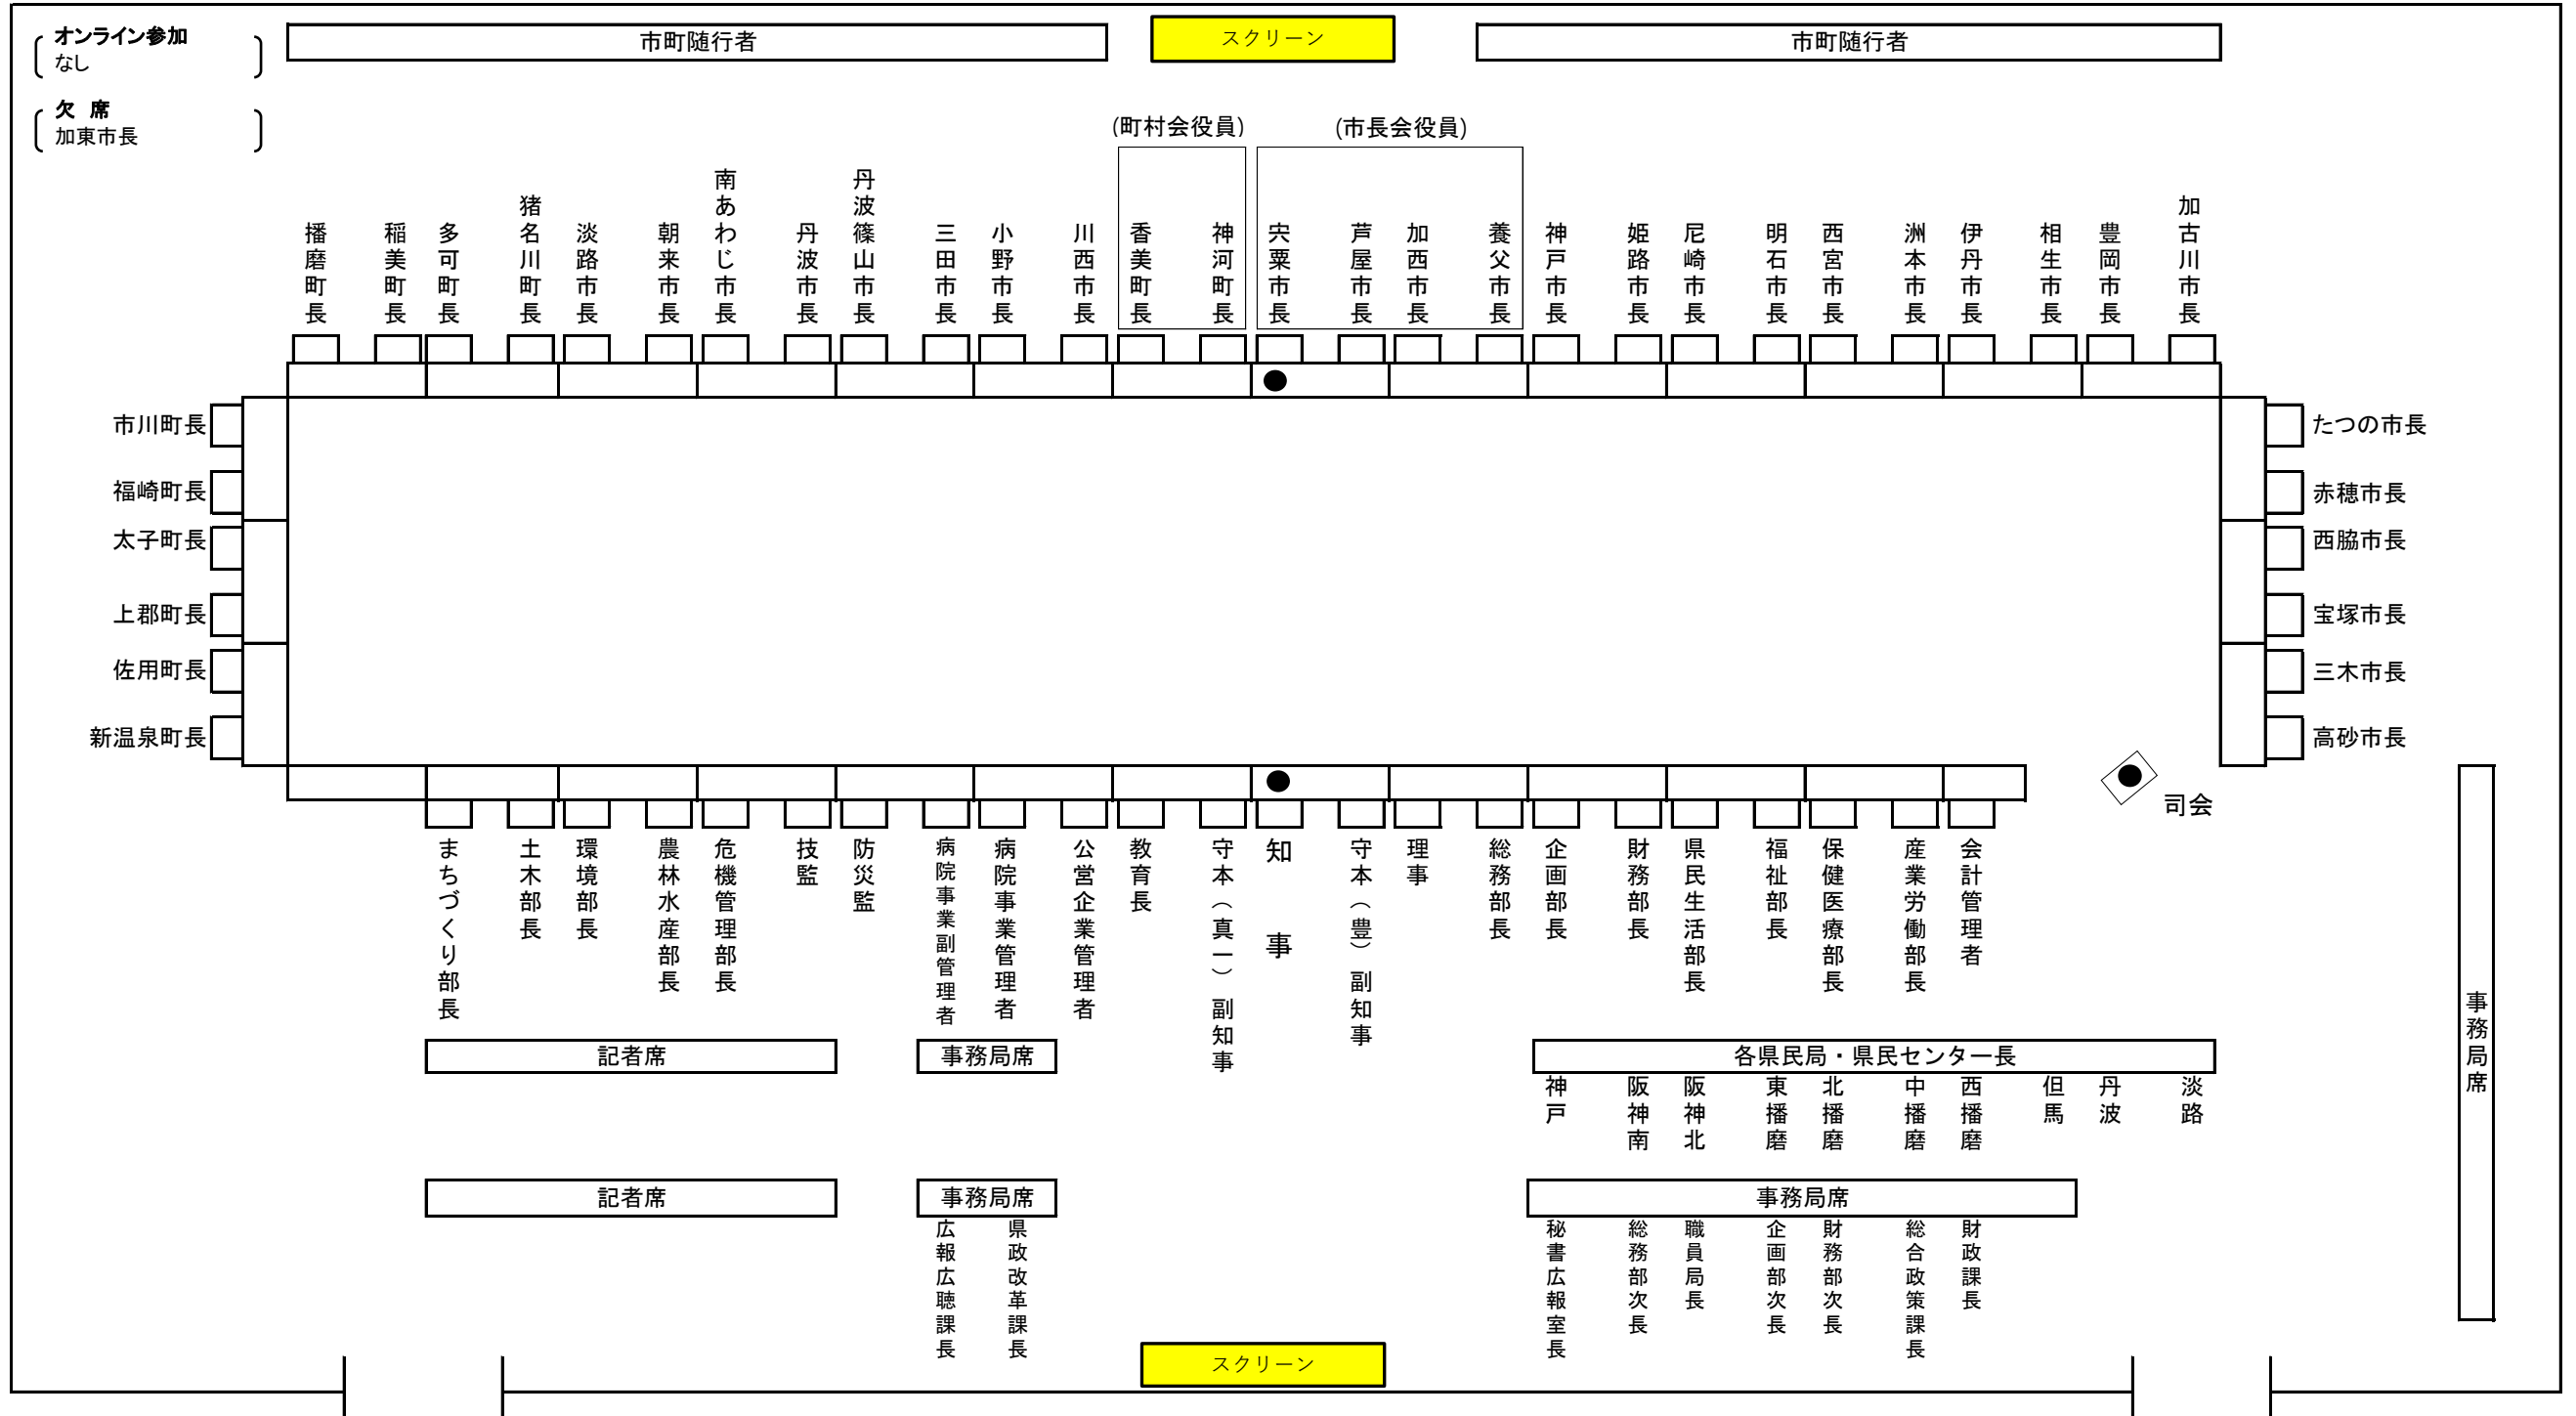 オンライン参加
なし
欠 席
加東市長
市町随行者
スクリーン
市町随行者
(町村会役員)
(市長会役員)
播磨町長
稲美町長
多可町長
猪名川町長
淡路市長
朝来市長
南あわじ市長
丹波市長
丹波篠山市長
三田市長
小野市長
川西市長
香美町長
神河町長
宍粟市長
芦屋市長
加西市長
養父市長
神戸市長
姫路市長
尼崎市長
明石市長
西宮市長
洲本市長
伊丹市長
相生市長
豊岡市長
加古川市長
市川町長
福崎町長
太子町長
上郡町長
佐用町長
新温泉町長
たつの市長
赤穂市長
西脇市長
宝塚市長
三木市長
高砂市長
司会
まちづくり部長
土木部長
環境部長
農林水産部長
危機管理部長
技監
防災監
病院事業副管理者
病院事業管理者
公営企業管理者
教育長
守本（真一）副知事
知事
守本（豊）副知事
理事
総務部長
企画部長
財務部長
県民生活部長
福祉部長
保健医療部長
産業労働部長
会計管理者
事務局席
記者席
事務局席
各県民局・県民センター長
神戸
阪神南
阪神北
東播磨
北播磨
中播磨
西播磨
但馬
丹波
淡路
記者席
事務局席
事務局席
広報広聴課長
県政改革課長
秘書広報室長
総務部次長
職員局長
企画部次長
財務部次長
総合政策課長
財政課長
スクリーン